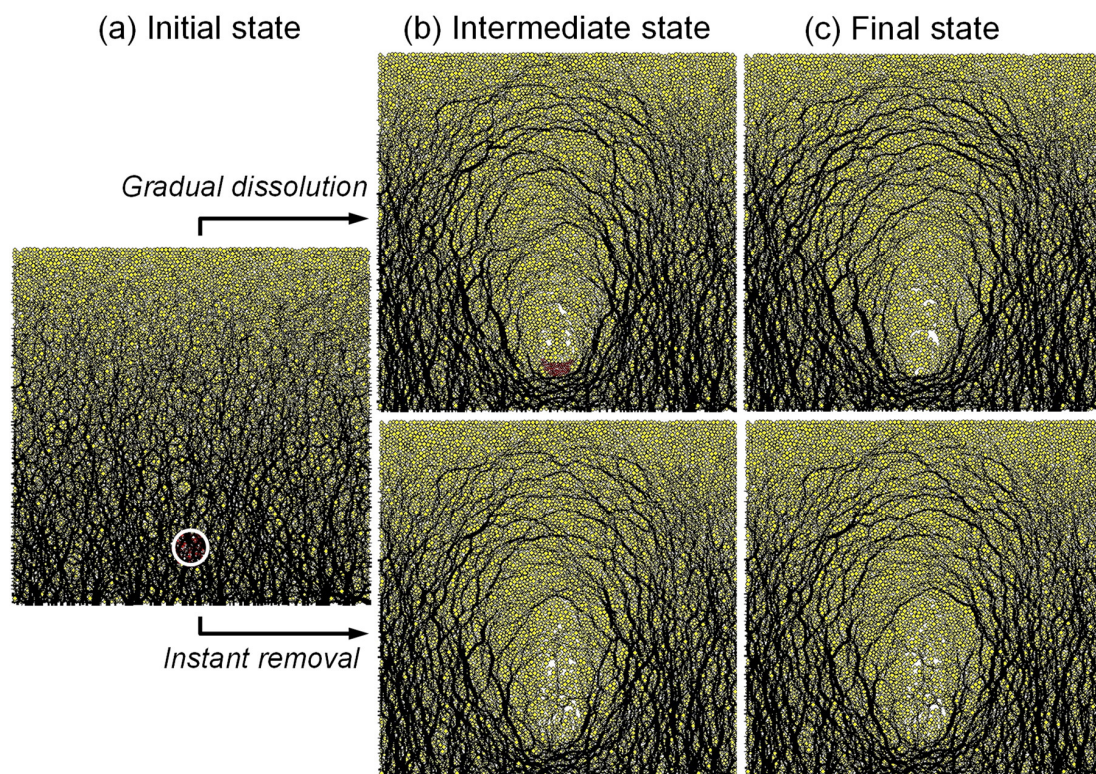 (a) Initial state
(b) Intermediate state
(c) Final state
Gradual dissolution
Instant removal